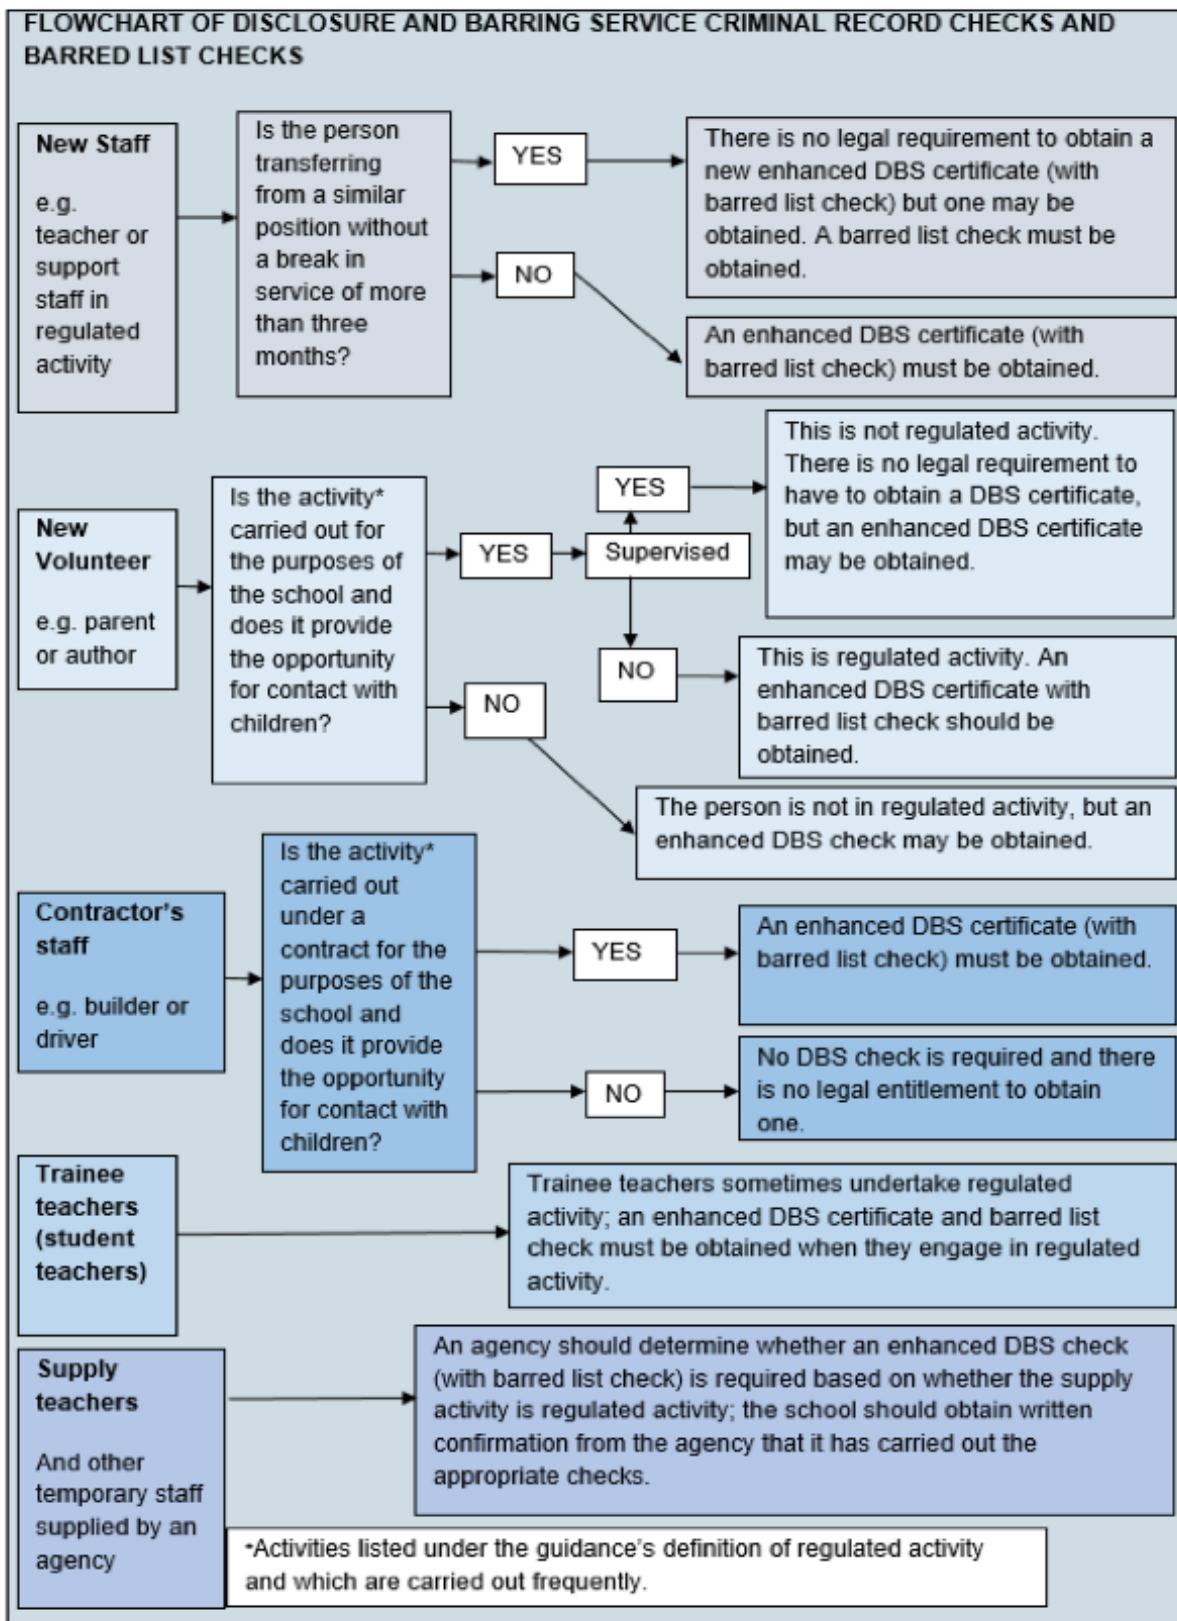 FLOWCHART OF DISCLOSURE AND BARRING SERVICE CRIMINAL RECORD CHECKS AND
BARRED LIST CHECKS
New Staff
e.g.
teacher or
support
staff in
regulated
activity
Is the person
transferring
from a similar
position without
a break in
service of more
than three
months?
YES
There is no legal requirement to obtain a
new enhanced DBS certificate (with
barred list check) but one may be
obtained. A barred list check must be
obtained.
NO
An enhanced DBS certificate (with
barred list check) must be obtained.
New
Volunteer
e.g. parent
or author
Is the activity*
carried out for
the purposes of
the school and
does it provide
the opportunity
for contact with
children?
YES
Supervised
YES
This is not regulated activity.
There is no legal requirement to
have to obtain a DBS certificate,
but an enhanced DBS certificate
may be obtained.
NO
This is regulated activity. An
enhanced DBS certificate with
barred list check should be
obtained.
NO
The person is not in regulated activity, but an
enhanced DBS check may be obtained.
Contractor's
staff
e.g. builder or
driver
Is the activity*
carried out
under a
contract for the
purposes of the
school and
does it provide
the opportunity
for contact with
children?
YES
An enhanced DBS certificate (with
barred list check) must be obtained.
NO
No DBS check is required and there
is no legal entitlement to obtain
one.
Trainee
teachers
(student
teachers)
Trainee teachers sometimes undertake regulated
activity; an enhanced DBS certificate and barred list
check must be obtained when they engage in regulated
activity.
Supply
teachers
And other
temporary staff
supplied by an
agency
An agency should determine whether an enhanced DBS check
(with barred list check) is required based on whether the supply
activity is regulated activity; the school should obtain written
confirmation from the agency that it has carried out the
appropriate checks.
*Activities listed under the guidance's definition of regulated activity
and which are carried out frequently.